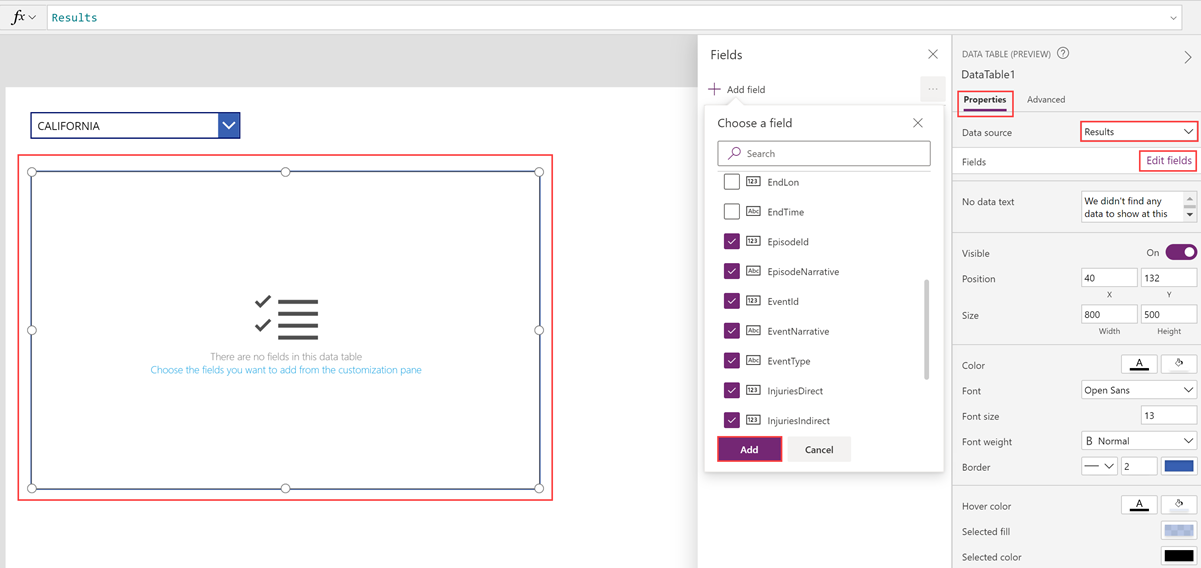 fx
Results
CALIFORNIA
There are no fields in this data table
Choose the fields you want to add from the customization pane
Fields
Add field
...
Choose a field
Search
123 EndLon
Abc EndTime
123 EpisodeId
Abc EpisodeNarrative
123 EventId
Abc EventNarrative
Abc EventType
123 InjuriesDirect
123 InjuriesIndirect
Add Cancel
DATA TABLE (PREVIEW) ?
DataTable1
Properties Advanced
Data source Results
Fields Edit fields
No data text We didn't find any
data to show at this
Visible On
Position 40 132
X Y
Size 800 500
Width Height
Color A
Font Open Sans
Font size 13
Font weight B Normal
Border 2
Hover color A
Selected fill
Selected color